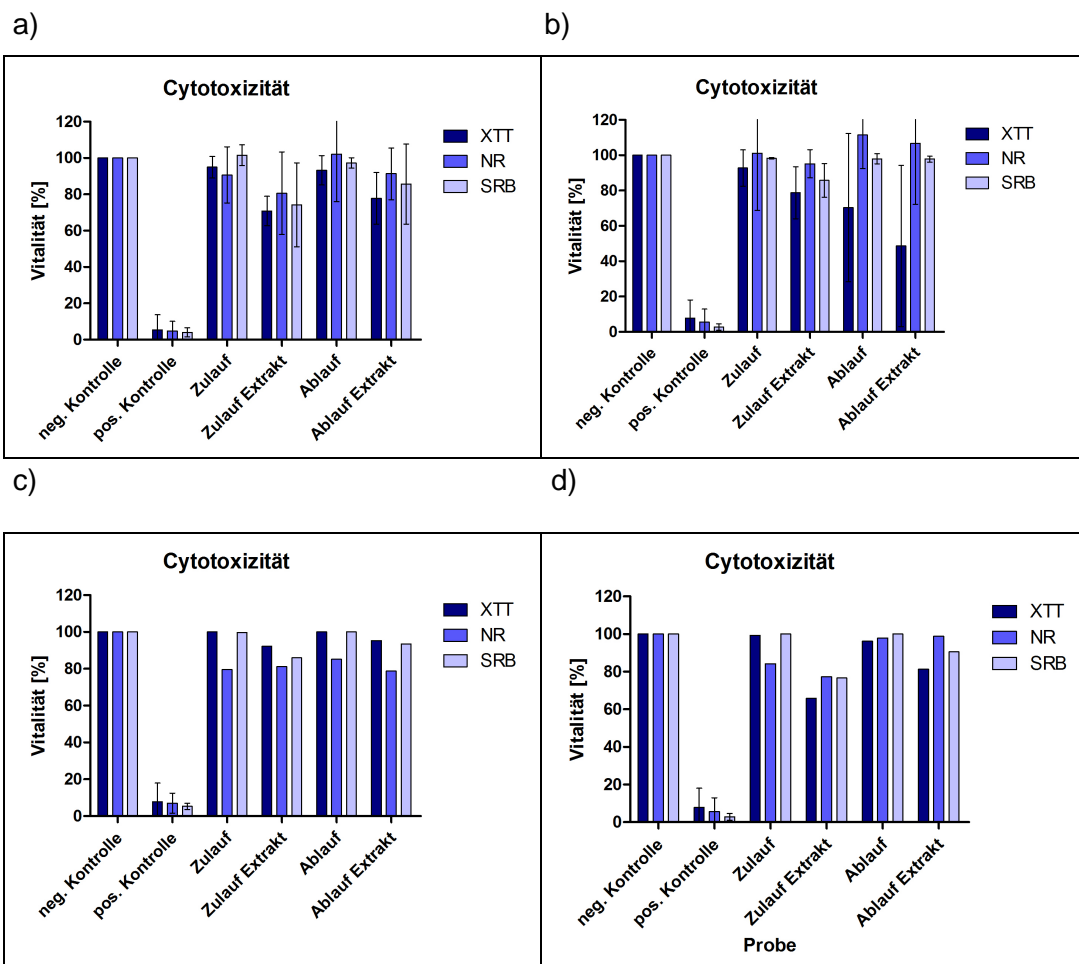 a)
b)
Cytotoxizität
120
100
80
60
40
20
0
Vitalität [%]
XTT
NR
SRB
neg. Kontrolle
pos. Kontrolle
Zulauf
Zulauf Extrakt
Ablauf
Ablauf Extrakt
Cytotoxizität
120
100
80
60
40
20
0
Vitalität [%]
XTT
NR
SRB
neg. Kontrolle
pos. Kontrolle
Zulauf
Zulauf Extrakt
Ablauf
Ablauf Extrakt
c)
d)
Cytotoxizität
120
100
80
60
40
20
0
Vitalität [%]
XTT
NR
SRB
neg. Kontrolle
pos. Kontrolle
Zulauf
Zulauf Extrakt
Ablauf
Ablauf Extrakt
Cytotoxizität
120
100
80
60
40
20
0
Vitalität [%]
XTT
NR
SRB
neg. Kontrolle
pos. Kontrolle
Zulauf
Zulauf Extrakt
Ablauf
Ablauf Extrakt
Probe